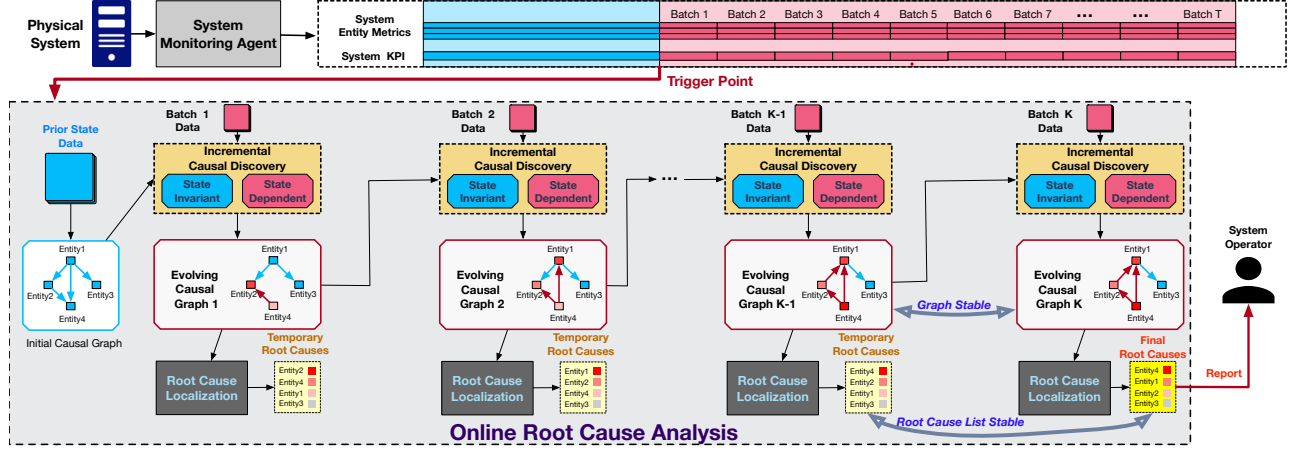 Physical
System
System
Monitoring Agent
System
Entity Metrics
System KPI
Batch 1
Batch 2
Batch 3
Batch 4
Batch 5
Batch 6
Batch 7
...
...
Batch T
Trigger Point
Prior State
Data
Batch 1
Data
Batch 2
Data
Batch K-1
Data
Batch K
Data
Incremental
Causal Discovery
State
Invariant
State
Dependent
Incremental
Causal Discovery
State
Invariant
State
Dependent
...
Incremental
Causal Discovery
State
Invariant
State
Dependent
Incremental
Causal Discovery
State
Invariant
State
Dependent
Entity1
Entity2
Entity3
Entity4
Initial Causal Graph
Evolving
Causal
Graph 1
Entity1
Entity2
Entity3
Entity4
Evolving
Causal
Graph 2
Entity1
Entity2
Entity3
Entity4
Evolving
Causal
Graph K-1
Entity1
Entity2
Entity3
Entity4
Graph Stable
Evolving
Causal
Graph K
Entity1
Entity2
Entity3
Entity4
System
Operator
Root Cause
Localization
Temporary
Root Causes
Entity2
Entity4
Entity1
Entity3
Root Cause
Localization
Temporary
Root Causes
Entity1
Entity2
Entity4
Entity3
Root Cause
Localization
Temporary
Root Causes
Entity4
Entity1
Entity2
Entity3
Root Cause
Localization
Final
Root Causes
Entity4
Entity1
Entity2
Entity3
Report
Root Cause List Stable
Online Root Cause Analysis